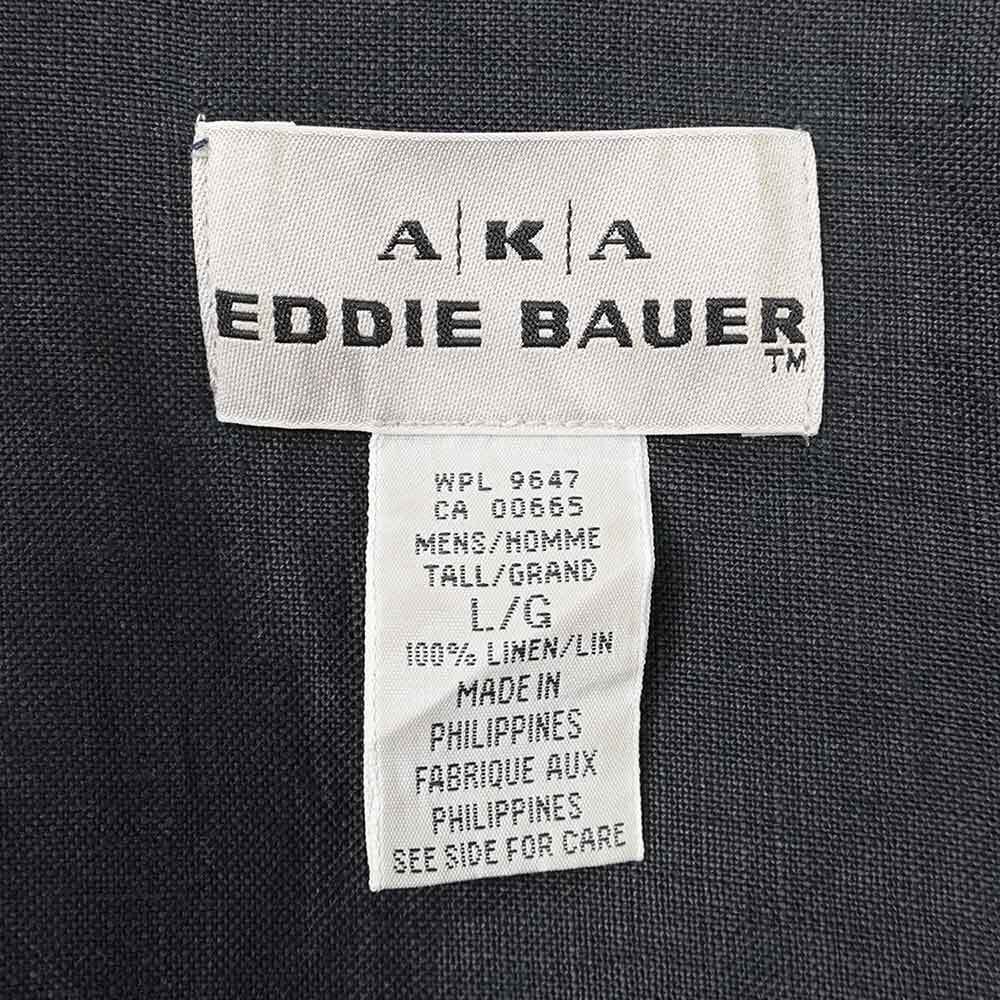 A|K|A
EDDIE BAUER
TM
WPL 9647
CA 00665
MENS/HOMME
TALL/GRAND
L/G
100% LINEN/LIN
MADE IN
PHILIPPINES
FABRIQUE AUX
PHILIPPINES
SEE SIDE FOR CARE